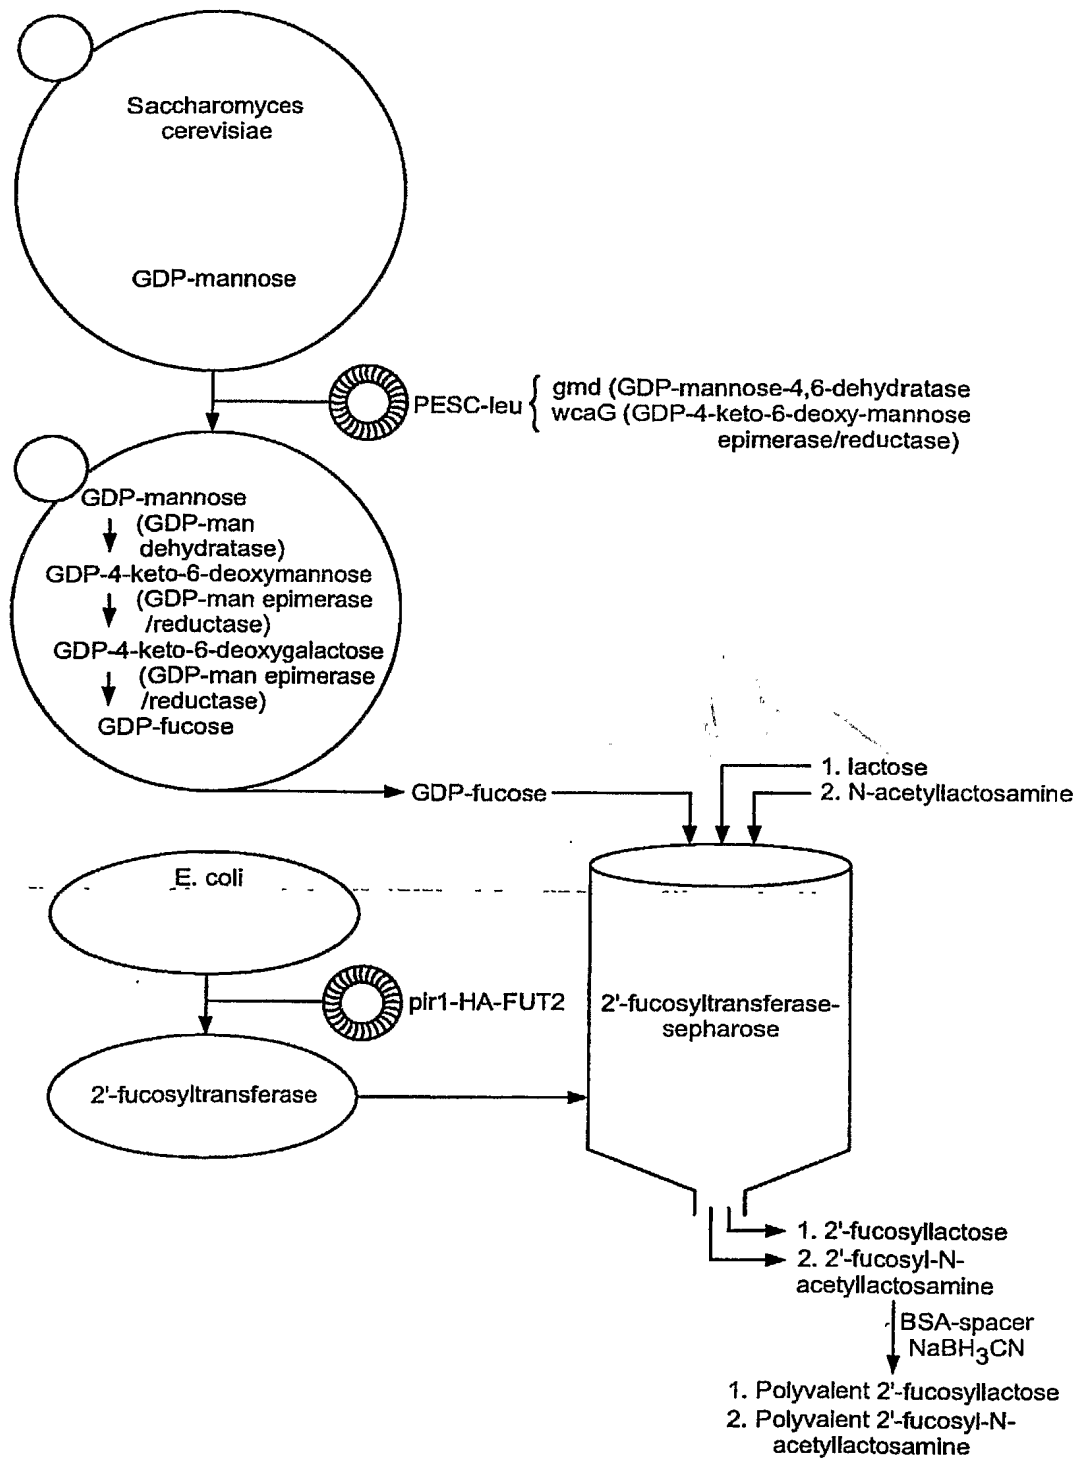 Saccharomyces
cerevisiae
GDP-mannose
PESC-leu
gmd (GDP-mannose-4,6-dehydratase
wcaG (GDP-4-keto-6-deoxy-mannose
epimerase/reductase)
GDP-mannose
(GDP-man
dehydratase)
GDP-4-keto-6-deoxymannose
(GDP-man epimerase
/reductase)
GDP-4-keto-6-deoxygalactose
(GDP-man epimerase
/reductase)
GDP-fucose
GDP-fucose
1. lactose
2. N-acetyllactosamine
E. coli
pir1-HA-FUT2
2'-fucosyltransferase
2'-fucosyltransferase-
sepharose
1. 2'-fucosyllactose
2. 2'-fucosyl-N-
acetyllactosamine
BSA-spacer
NaBH3CN
1. Polyvalent 2'-fucosyllactose
2. Polyvalent 2'-fucosyl-N-
acetyllactosamine